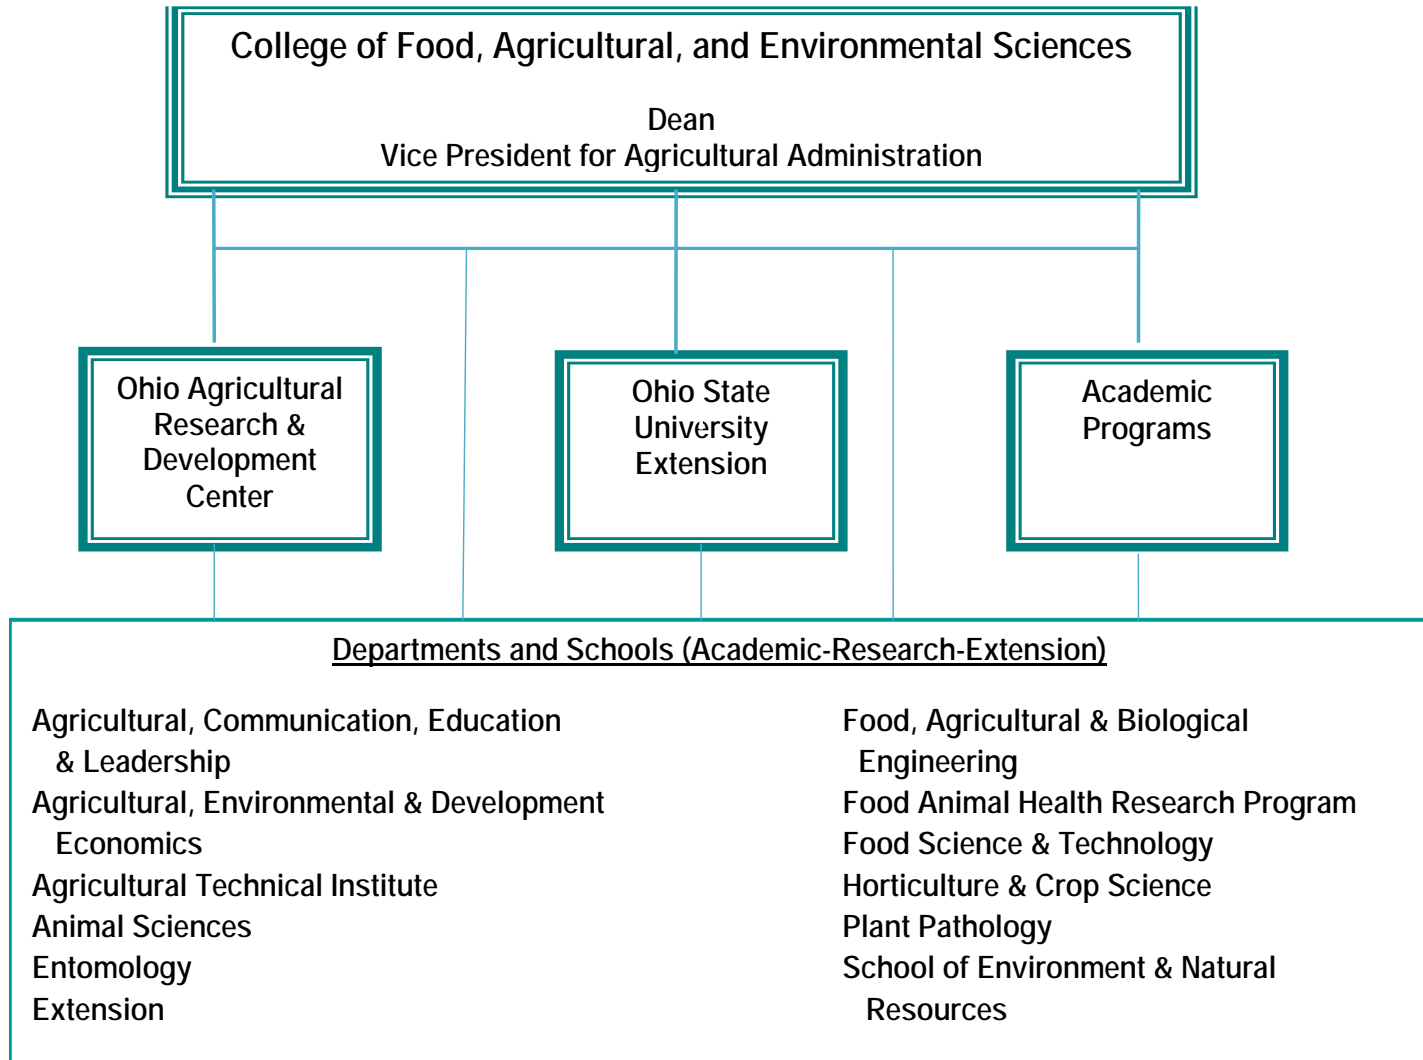 College of Food, Agricultural, and Environmental Sciences
Dean
Vice President for Agricultural Administration
Ohio Agricultural
Research &
Development
Center
Ohio State
University
Extension
Academic
Programs
Departments and Schools (Academic-Research-Extension)
Agricultural, Communication, Education
& Leadership
Agricultural, Environmental & Development
Economics
Agricultural Technical Institute
Animal Sciences
Entomology
Extension
Food, Agricultural & Biological
Engineering
Food Animal Health Research Program
Food Science & Technology
Horticulture & Crop Science
Plant Pathology
School of Environment & Natural
Resources